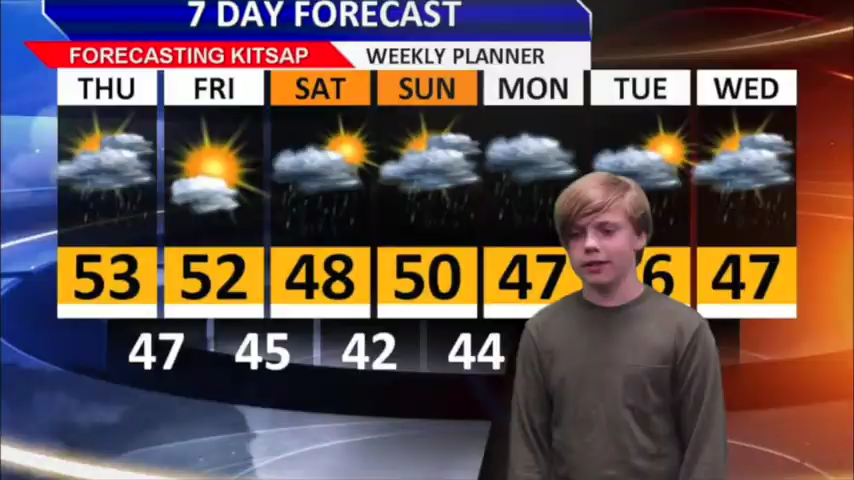 7 DAY FORECAST
FORECASTING KITSAP WEEKLY PLANNER
THU FRI SAT SUN MON TUE WED
53 52 48 50 47 6 47
47 45 42 44